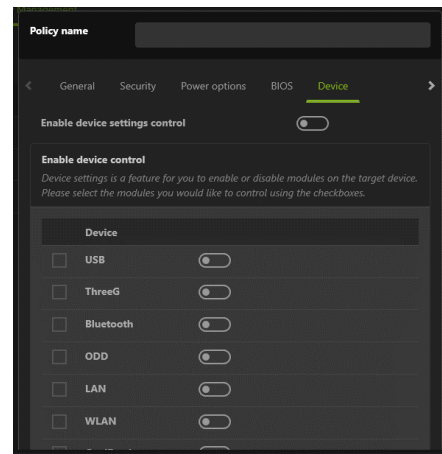 Management
Policy name
General Security Power options BIOS Device
Enable device settings control
Enable device control
Device settings is a feature for you to enable or disable modules on the target device.
Please select the modules you would like to control using the checkboxes.
Device
USB
ThreeG
Bluetooth
ODD
LAN
WLAN